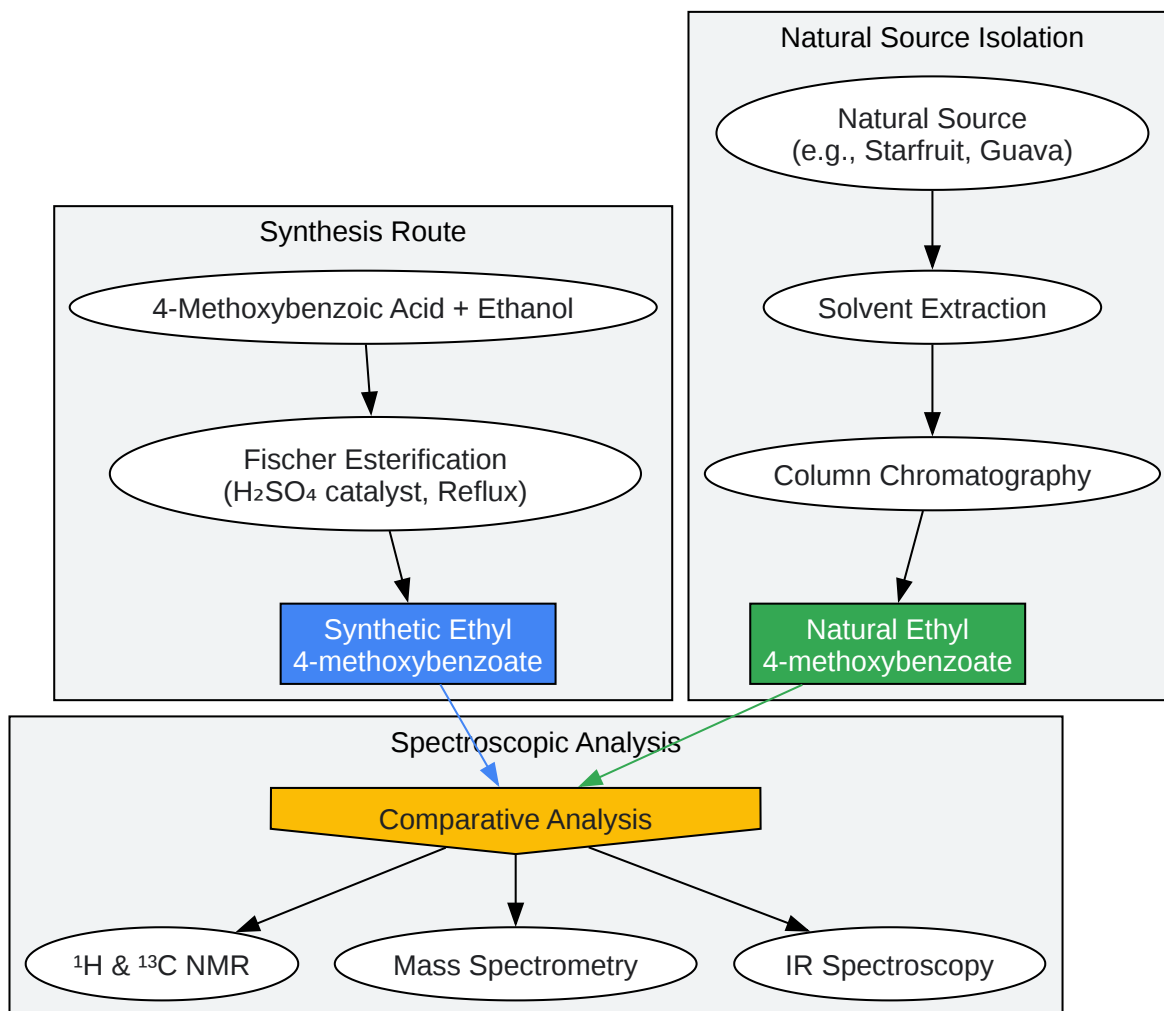 Natural Source Isolation
Natural Source
(e.g., Starfruit, Guava)
Solvent Extraction
Column Chromatography
Natural Ethyl
4-methoxybenzoate
Synthesis Route
4-Methoxybenzoic Acid + Ethanol
Fischer Esterification
(H₂SO₄ catalyst, Reflux)
Synthetic Ethyl
4-methoxybenzoate
Spectroscopic Analysis
Comparative Analysis
¹H & ¹³C NMR
Mass Spectrometry
IR Spectroscopy